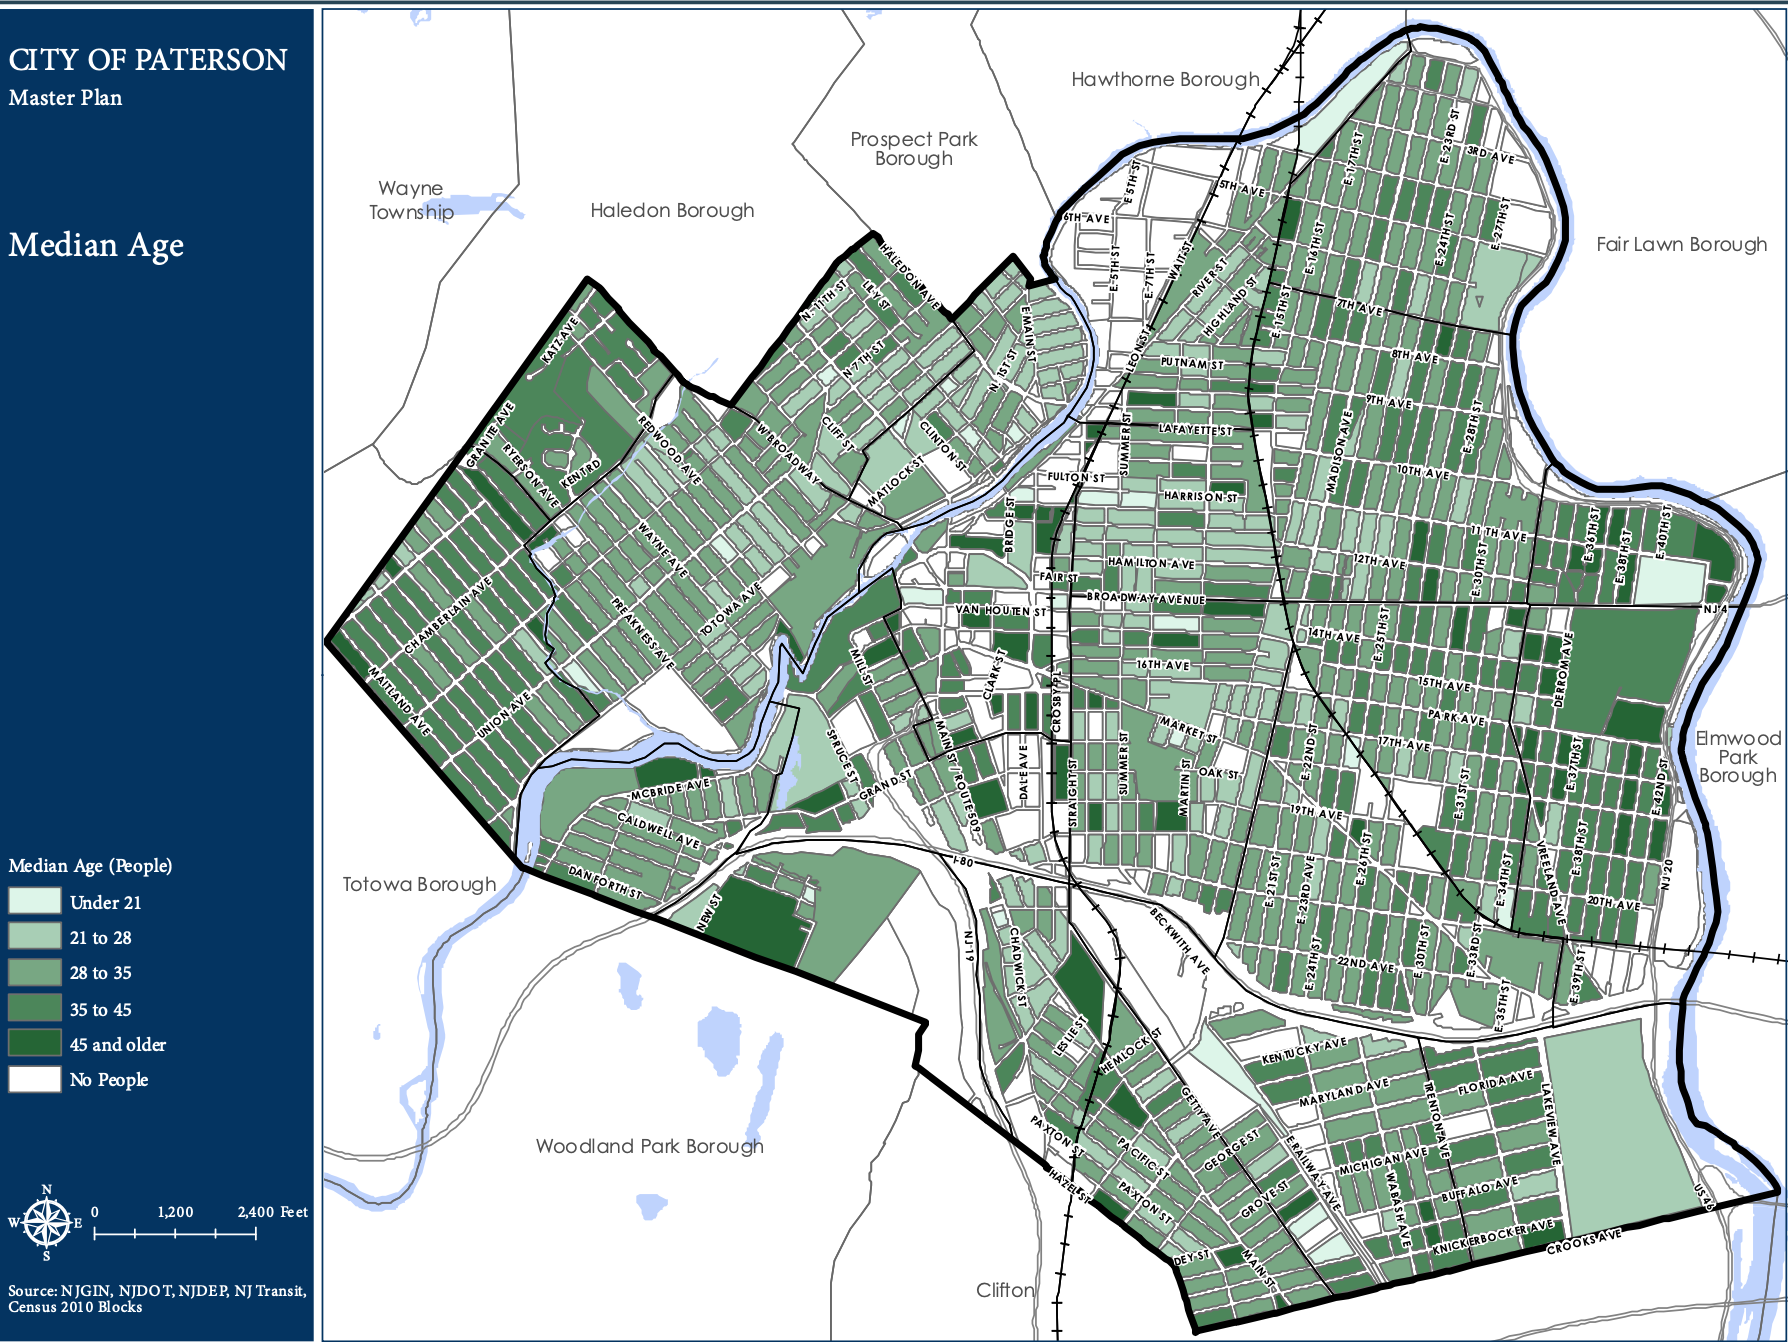 CITY OF PATERSON
Master Plan
Median Age
Median Age (People)
Under 21
21 to 28
28 to 35
35 to 45
45 and older
No People
N
W
E
S
0
1,200
2,400 Feet
Source: NJGIN, NJDOT, NJDEP, NJ Transit,
Census 2010 Blocks
Hawthorne Borough
Prospect Park
Borough
Wayne
Township
Haledon Borough
Fair Lawn Borough
Elmwood
Park
Borough
Totowa Borough
Woodland Park Borough
Clifton
E. 5TH ST
5TH AVE
6TH AVE
E. 5TH ST
E. 7TH ST
WAIT ST
RIVER ST
HIGHLAND ST
E. 17TH ST
E. 23RD ST
3RD AVE
E. 16TH ST
E. 24TH ST
E. 27TH ST
E. 15TH ST
7TH AVE
8TH AVE
9TH AVE
E. 28TH ST
MADISON AVE
10TH AVE
HALEDON AVE
N. 11TH ST
LILY ST
N 7TH ST
E MAIN ST
N. 1ST ST
LEON ST
PUTNAM ST
KATZ AVE
GRANITE AVE
RYERSON AVE
KENT RD
REDWOOD AVE
W BROADWAY
CLIFF ST
CLINTON ST
MATLOCK ST
SUMMER ST
LAFAYETTE ST
FULTON ST
HARRISON ST
BRIDGE ST
HAMILTON AVE
FAIR ST
BROADWAY AVENUE
VAN HOUTEN ST
11 TH AVE
12TH AVE
E. 30TH ST
E. 36TH ST
E. 38TH ST
E. 40TH ST
NJ 4
WAYNE AVE
CHAMBERLAIN AVE
PREAKNESS AVE
TOTOWA AVE
MAITLAND AVE
UNION AVE
MILL ST
CLARK ST
CROSBY PL
16TH AVE
14TH AVE
E. 25TH ST
15TH AVE
DERROM AVE
PARK AVE
17TH AVE
MARKET ST
OAK ST
E. 22ND ST
SPRUCE ST
MAIN ST / ROUTE 509
GRAND ST
DALE AVE
STRAIGHT ST
SUMMER ST
MARTIN ST
19TH AVE
E. 31ST ST
E. 37TH ST
E. 42ND ST
MCBRIDE AVE
CALDWELL AVE
DANFORTH ST
NEW ST
I-80
NJ 19
CHADWICK ST
BECKWITH AVE
E. 21ST ST
E. 23RD AVE
E. 26TH ST
E. 34TH ST
VREELAND AVE
E. 38TH ST
20TH AVE
NJ 20
E. 24TH ST
22ND AVE
E. 30TH ST
E. 33RD ST
E. 35TH ST
E. 39TH ST
LESLIE ST
HEMLOCK ST
KENTUCKY AVE
MARYLAND AVE
TRENTON AVE
FLORIDA AVE
LAKEVIEW AVE
GETTY AVE
GEORGE ST
E RAILWAY AVE
MICHIGAN AVE
WABASH AVE
BUFFALO AVE
KNICKERBOCKER AVE
CROOKS AVE
US 46
PAXTON ST
HAZEL ST
PACIFIC ST
PAXTON ST
GROVE ST
DEY ST
MAIN ST